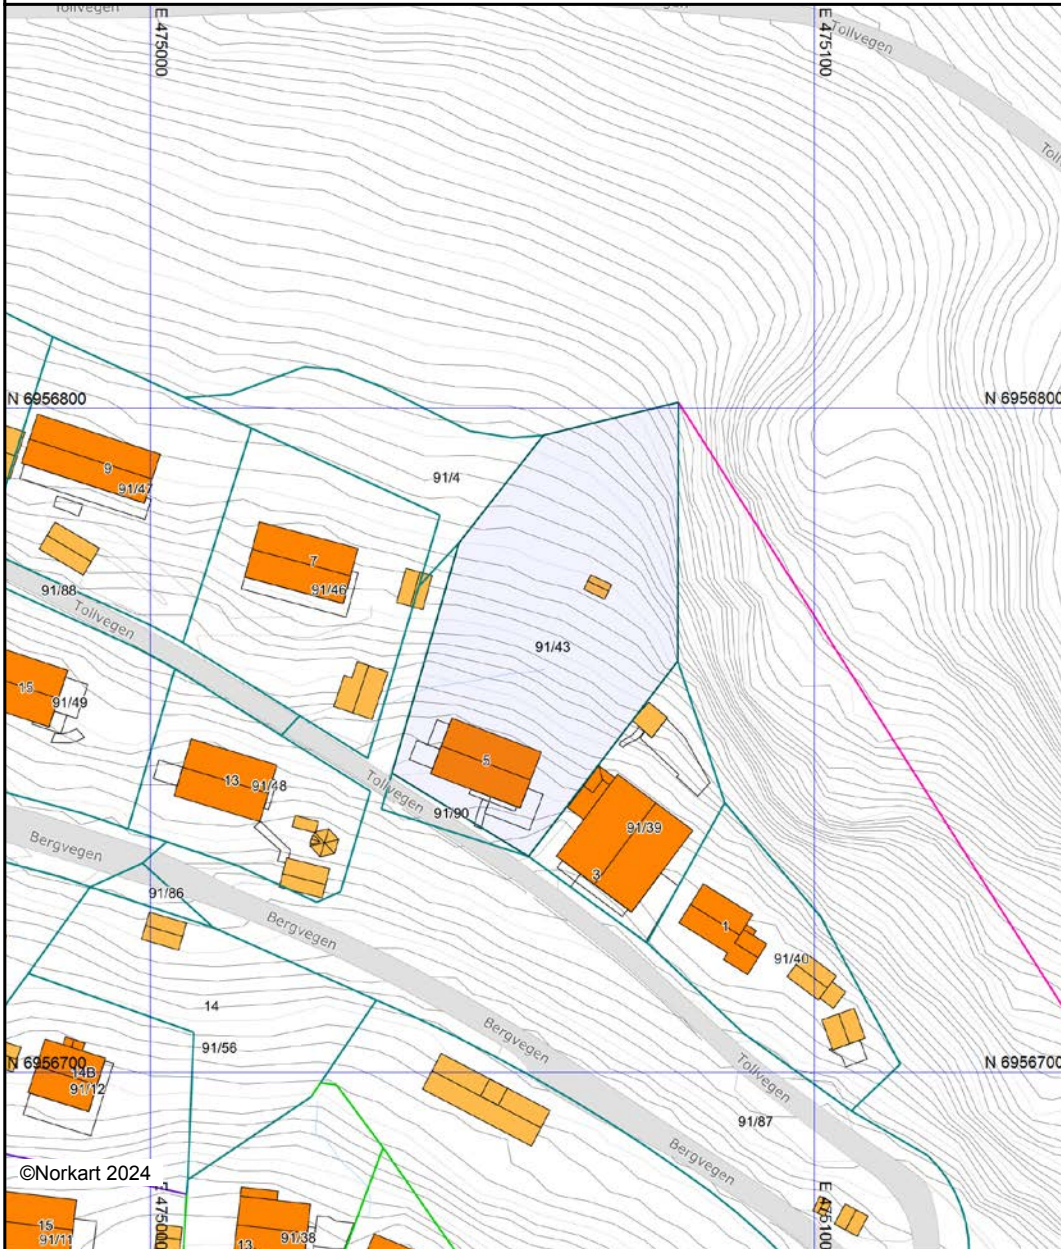 Tollvegen
E 475000
E 475100
Tollvegen
N 6956800
N 6956800
9
91/47
91/4
7
91/46
91/88
Tollvegen
91/43
15
91/49
5
13
91/48
Tollvegen
91/90
91/39
3
Bergvegen
91/86
Bergvegen
1
91/40
14
91/56
Bergvegen
N 6956700
14B
91/12
N 6956700
Tollvegen
91/87
Bergvegen
©Norkart 2024
E 475000
E 475100
15
91/11
13
91/38